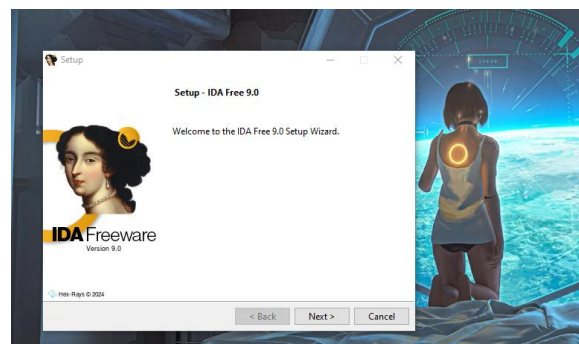 Setup
Setup - IDA Free 9.0
Welcome to the IDA Free 9.0 Setup Wizard.
IDA Freeware
Version 9.0
Hex-Rays © 2024
< Back
Next >
Cancel